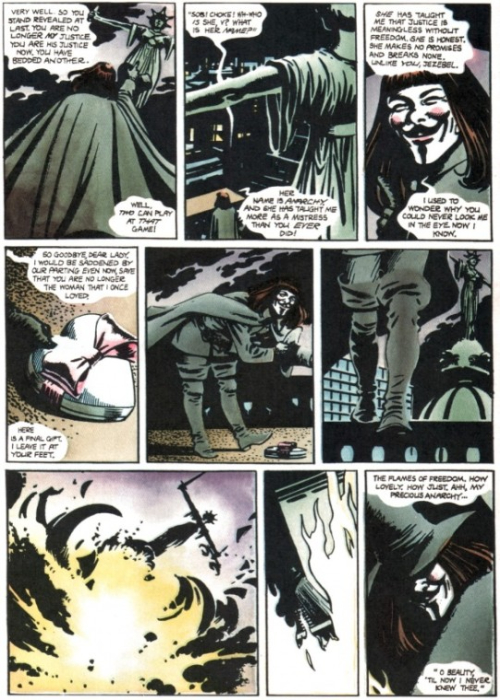 VERY WELL. SO YOU
STAND REVEALED AT
LAST. YOU ARE NO
LONGER MY JUSTICE.
YOU ARE HIS JUSTICE
NOW. YOU HAVE
BEDDED ANOTHER.
WELL,
TWO CAN PLAY
AT THAT
GAME!
"SOB! CHOKE! WH-WHO
IS SHE, V? WHAT
IS HER NAME?"
HER
NAME IS ANARCHY.
AND SHE HAS TAUGHT ME
MORE AS A MISTRESS
THAN YOU EVER
DID!
SHE HAS TAUGHT
ME THAT JUSTICE IS
MEANINGLESS WITHOUT
FREEDOM. SHE IS HONEST.
SHE MAKES NO PROMISES
AND BREAKS NONE.
UNLIKE YOU, JEZEBEL.
I USED TO
WONDER WHY YOU
COULD NEVER LOOK ME
IN THE EYE. NOW I
KNOW.
SO GOODBYE, DEAR LADY.
I WOULD BE SADDENED BY
OUR PARTING EVEN NOW, SAVE
THAT YOU ARE NO LONGER
THE WOMAN THAT I ONCE
LOVED.
HERE
IS A FINAL GIFT.
I LEAVE IT AT
YOUR FEET.
THE FLAMES OF FREEDOM. HOW
LOVELY. HOW JUST. AHH, MY
PRECIOUS ANARCHY...
"O BEAUTY,
'TIL NOW I NEVER
KNEW THEE."